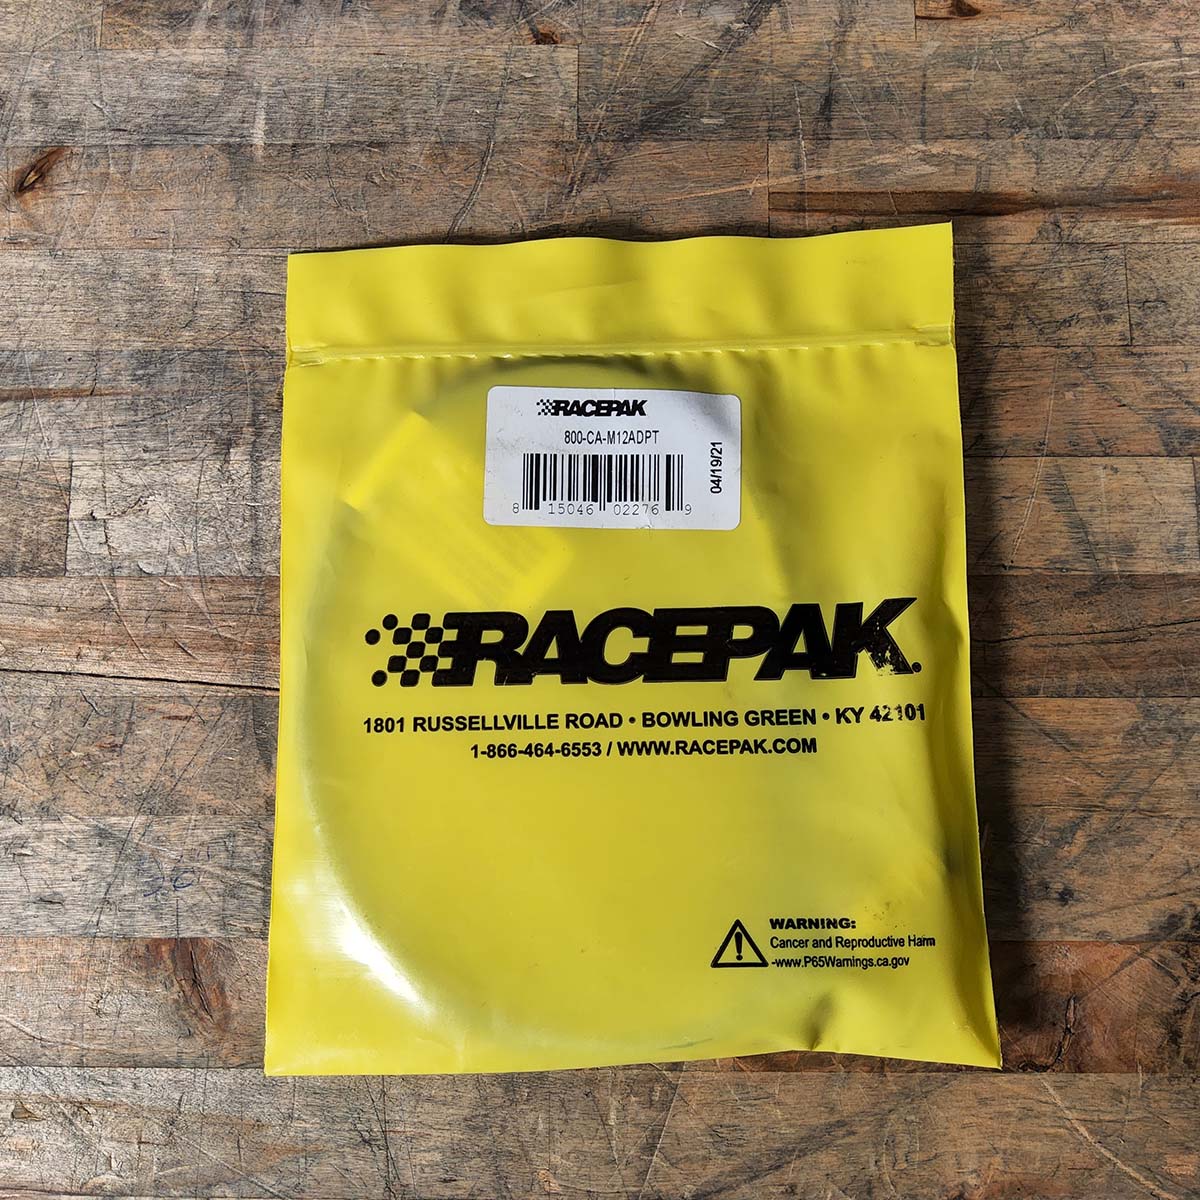 RACEPAK
800-CA-M12ADPT
04/19/21
8 15046 02276 9
RACEPAK.
1801 RUSSELLVILLE ROAD • BOWLING GREEN • KY 42101
1-866-464-6553 / WWW.RACEPAK.COM
WARNING:
Cancer and Reproductive Harm
-www.P65Warnings.ca.gov